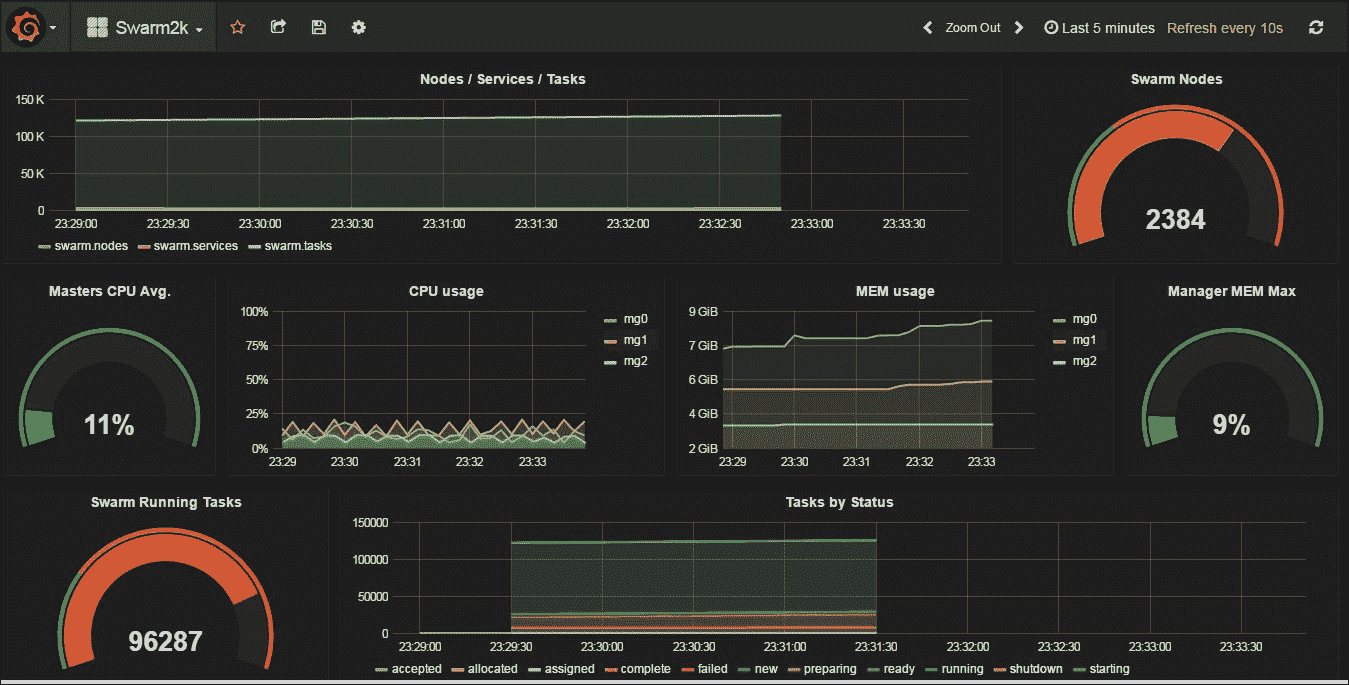 Swarm2k
Zoom Out
Last 5 minutes Refresh every 10s
Nodes / Services / Tasks
150 K
100 K
50 K
0
23:29:00 23:29:30 23:30:00 23:30:30 23:31:00 23:31:30 23:32:00 23:32:30 23:33:00 23:33:30
swarm.nodes swarm.services swarm.tasks
Swarm Nodes
2384
Masters CPU Avg.
11%
CPU usage
100%
75%
50%
25%
0%
23:29 23:30 23:31 23:32 23:33
mg0
mg1
mg2
MEM usage
9 GiB
7 GiB
6 GiB
4 GiB
2 GiB
23:29 23:30 23:31 23:32 23:33
mg0
mg1
mg2
Manager MEM Max
9%
Swarm Running Tasks
96287
Tasks by Status
150000
100000
50000
0
23:29:00 23:29:30 23:30:00 23:30:30 23:31:00 23:31:30 23:32:00 23:32:30 23:33:00 23:33:30
accepted allocated assigned complete failed new preparing ready running shutdown starting